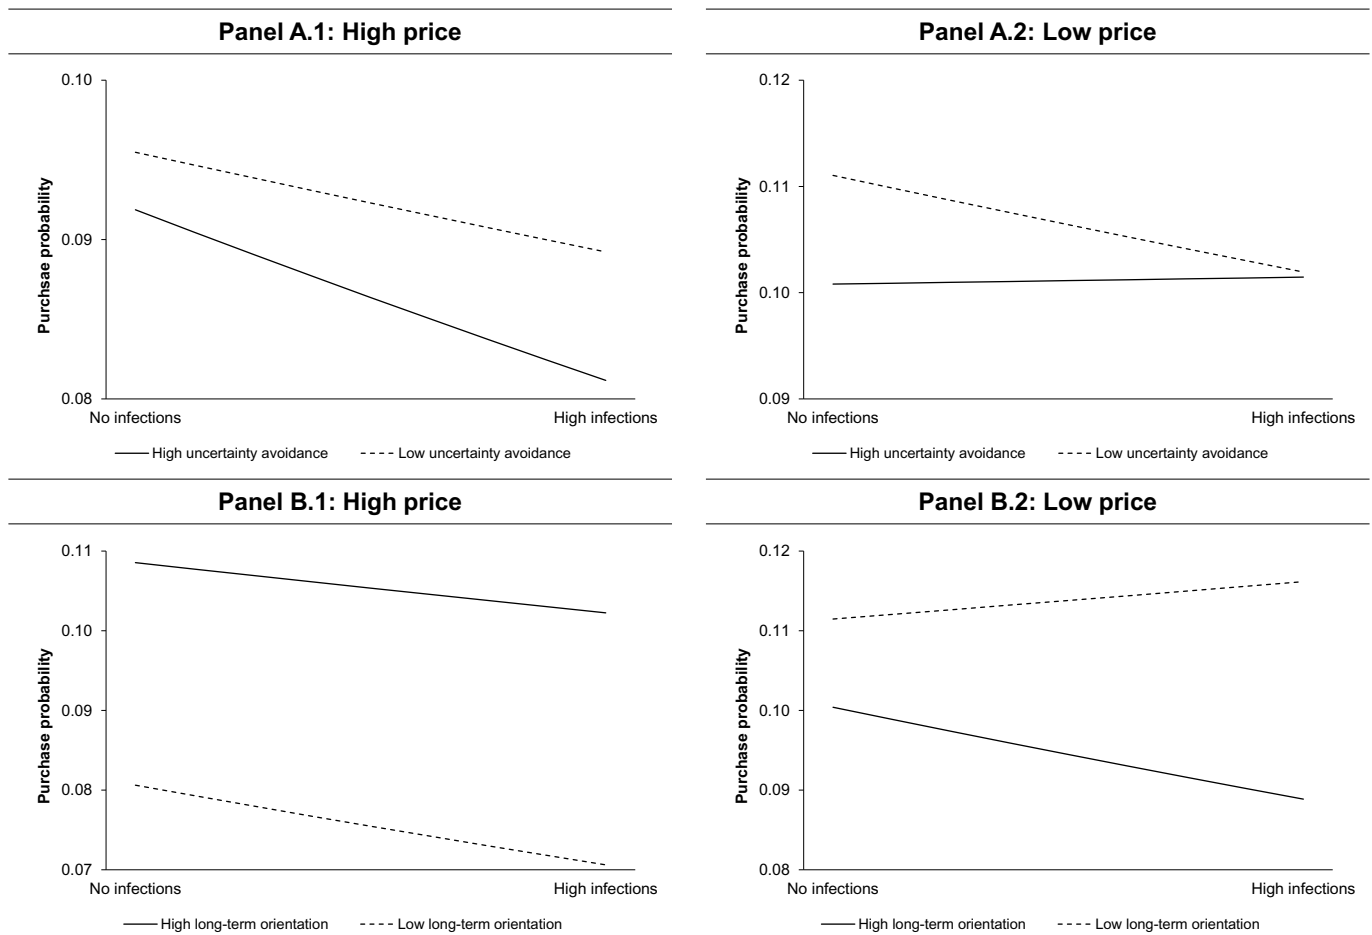 Panel A.1: High price
0.10
0.09
0.08
Purchsae probability
No infections
High infections
High uncertainty avoidance
Low uncertainty avoidance
Panel A.2: Low price
0.12
0.11
0.10
0.09
Purchase probability
No infections
High infections
High uncertainty avoidance
Low uncertainty avoidance
Panel B.1: High price
0.11
0.10
0.09
0.08
0.07
Purchase probability
No infections
High infections
High long-term orientation
Low long-term orientation
Panel B.2: Low price
0.12
0.11
0.10
0.09
0.08
Purchase probability
No infections
High infections
High long-term orientation
Low long-term orientation